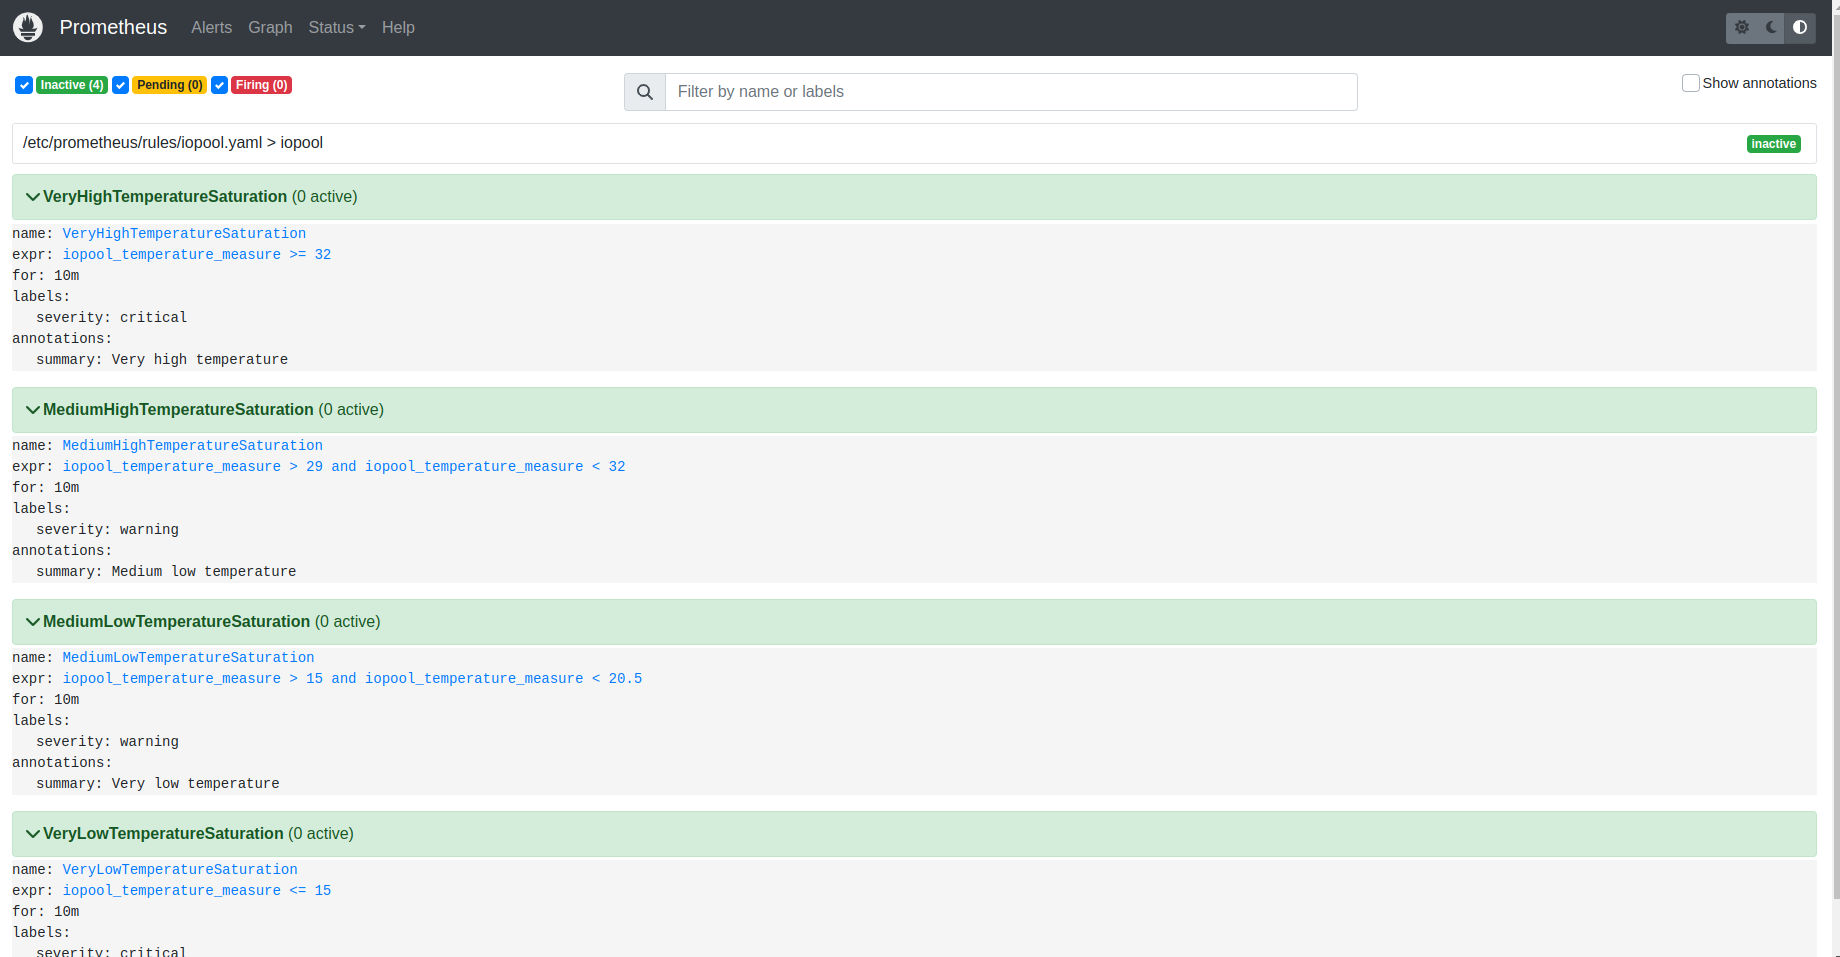 Prometheus Alerts Graph Status Help
Inactive (4) Pending (0) Firing (0) Filter by name or labels Show annotations
/etc/prometheus/rules/iopool.yaml > iopool inactive
VeryHighTemperatureSaturation (0 active)
name: VeryHighTemperatureSaturation
expr: iopool_temperature_measure >= 32
for: 10m
labels:
severity: critical
annotations:
summary: Very high temperature
MediumHighTemperatureSaturation (0 active)
name: MediumHighTemperatureSaturation
expr: iopool_temperature_measure > 29 and iopool_temperature_measure < 32
for: 10m
labels:
severity: warning
annotations:
summary: Medium low temperature
MediumLowTemperatureSaturation (0 active)
name: MediumLowTemperatureSaturation
expr: iopool_temperature_measure > 15 and iopool_temperature_measure < 20.5
for: 10m
labels:
severity: warning
annotations:
summary: Very low temperature
VeryLowTemperatureSaturation (0 active)
name: VeryLowTemperatureSaturation
expr: iopool_temperature_measure <= 15
for: 10m
labels:
severity: critical